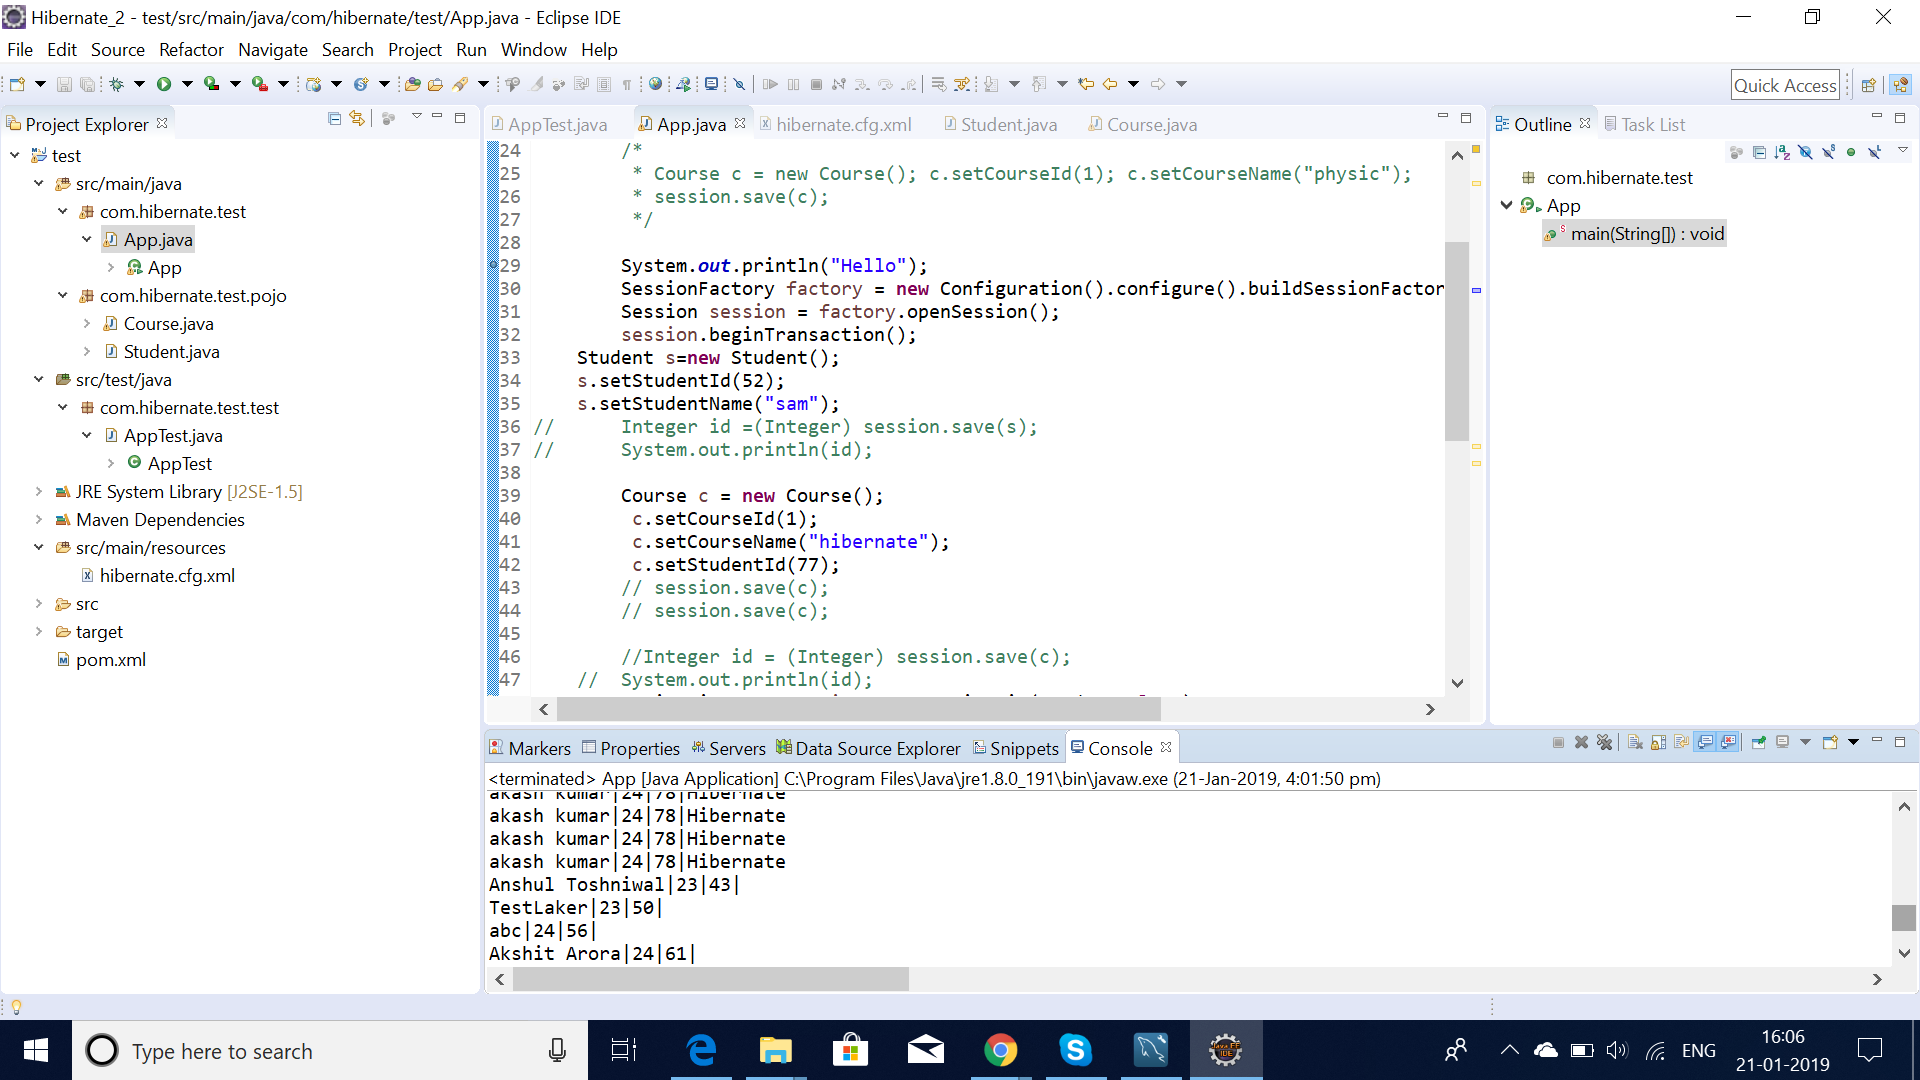 Hibernate_2 - test/src/main/java/com/hibernate/test/App.java - Eclipse IDE
File Edit Source Refactor Navigate Search Project Run Window Help
Quick Access
Project Explorer
test
src/main/java
com.hibernate.test
App.java
App
com.hibernate.test.pojo
Course.java
Student.java
src/test/java
com.hibernate.test.test
AppTest.java
AppTest
JRE System Library [J2SE-1.5]
Maven Dependencies
src/main/resources
hibernate.cfg.xml
src
target
pom.xml
AppTest.java App.java hibernate.cfg.xml Student.java Course.java
24 /*
25 * Course c = new Course(); c.setCourseId(1); c.setCourseName("physic");
26 * session.save(c);
27 */
28
29 System.out.println("Hello");
30 SessionFactory factory = new Configuration().configure().buildSessionFactor
31 Session session = factory.openSession();
32 session.beginTransaction();
33 Student s=new Student();
34 s.setStudentId(52);
35 s.setStudentName("sam");
36 // Integer id =(Integer) session.save(s);
37 // System.out.println(id);
38
39 Course c = new Course();
40 c.setCourseId(1);
41 c.setCourseName("hibernate");
42 c.setStudentId(77);
43 // session.save(c);
44 // session.save(c);
45
46 //Integer id = (Integer) session.save(c);
47 // System.out.println(id);
Outline Task List
com.hibernate.test
App
main(String[]) : void
Markers Properties Servers Data Source Explorer Snippets Console
<terminated> App [Java Application] C:\Program Files\Java\jre1.8.0_191\bin\javaw.exe (21-Jan-2019, 4:01:50 pm)
akash kumar|24|78|Hibernate
akash kumar|24|78|Hibernate
akash kumar|24|78|Hibernate
akash kumar|24|78|Hibernate
Anshul Toshniwal|23|43|
TestLaker|23|50|
abc|24|56|
Akshit Arora|24|61|
Type here to search
ENG
16:06
21-01-2019